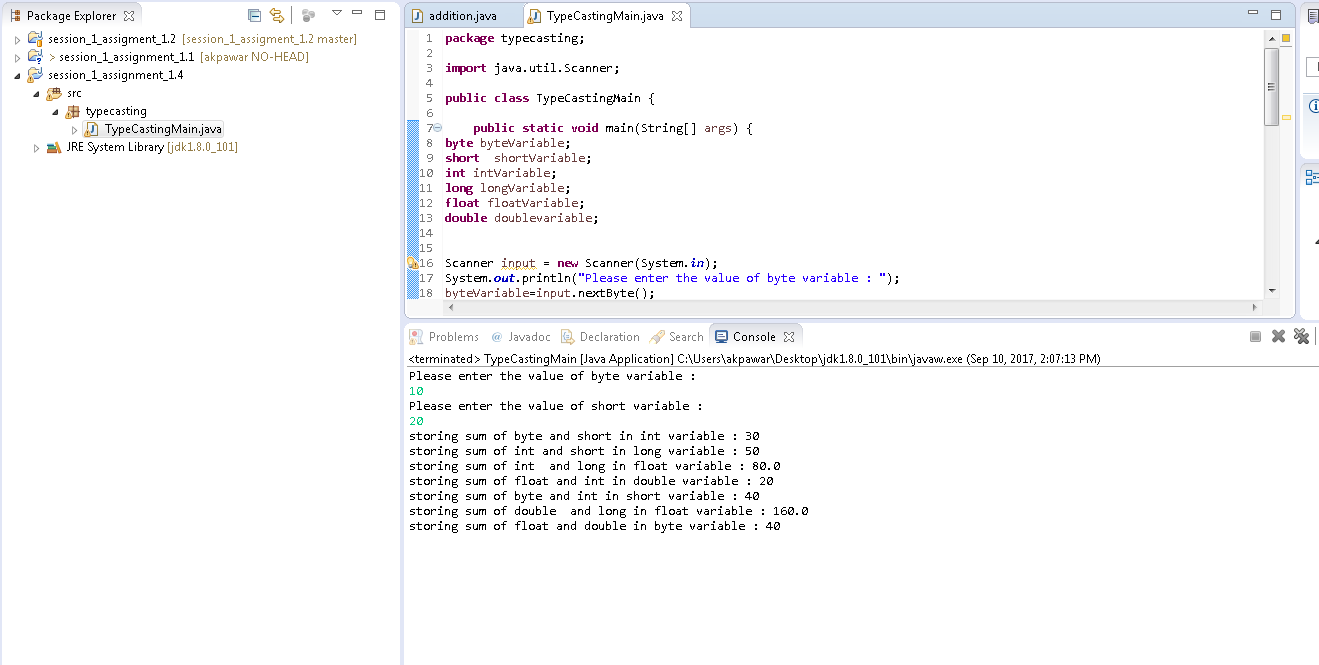 Package Explorer
session_1_assigment_1.2 [session_1_assigment_1.2 master]
> session_1_assignment_1.1 [akpawar NO-HEAD]
session_1_assignment_1.4
src
typecasting
TypeCastingMain.java
JRE System Library [jdk1.8.0_101]
addition.java
TypeCastingMain.java
1 package typecasting;
2
3 import java.util.Scanner;
4
5 public class TypeCastingMain {
6
7 public static void main(String[] args) {
8 byte byteVariable;
9 short  shortVariable;
10 int intVariable;
11 long longVariable;
12 float floatVariable;
13 double doublevariable;
14
15
16 Scanner input = new Scanner(System.in);
17 System.out.println("Please enter the value of byte variable : ");
18 byteVariable=input.nextByte();
Problems @ Javadoc Declaration Search Console
<terminated> TypeCastingMain [Java Application] C:\Users\akpawar\Desktop\jdk1.8.0_101\bin\javaw.exe (Sep 10, 2017, 2:07:13 PM)
Please enter the value of byte variable :
10
Please enter the value of short variable :
20
storing sum of byte and short in int variable : 30
storing sum of int and short in long variable : 50
storing sum of int  and long in float variable : 80.0
storing sum of float and int in double variable : 20
storing sum of byte and int in short variable : 40
storing sum of double  and long in float variable : 160.0
storing sum of float and double in byte variable : 40